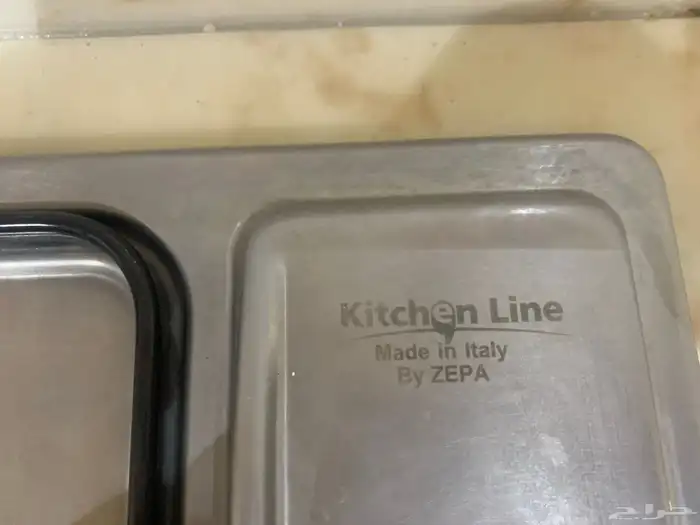 Kitchen Line
Made in Italy
By ZEPA
حراج